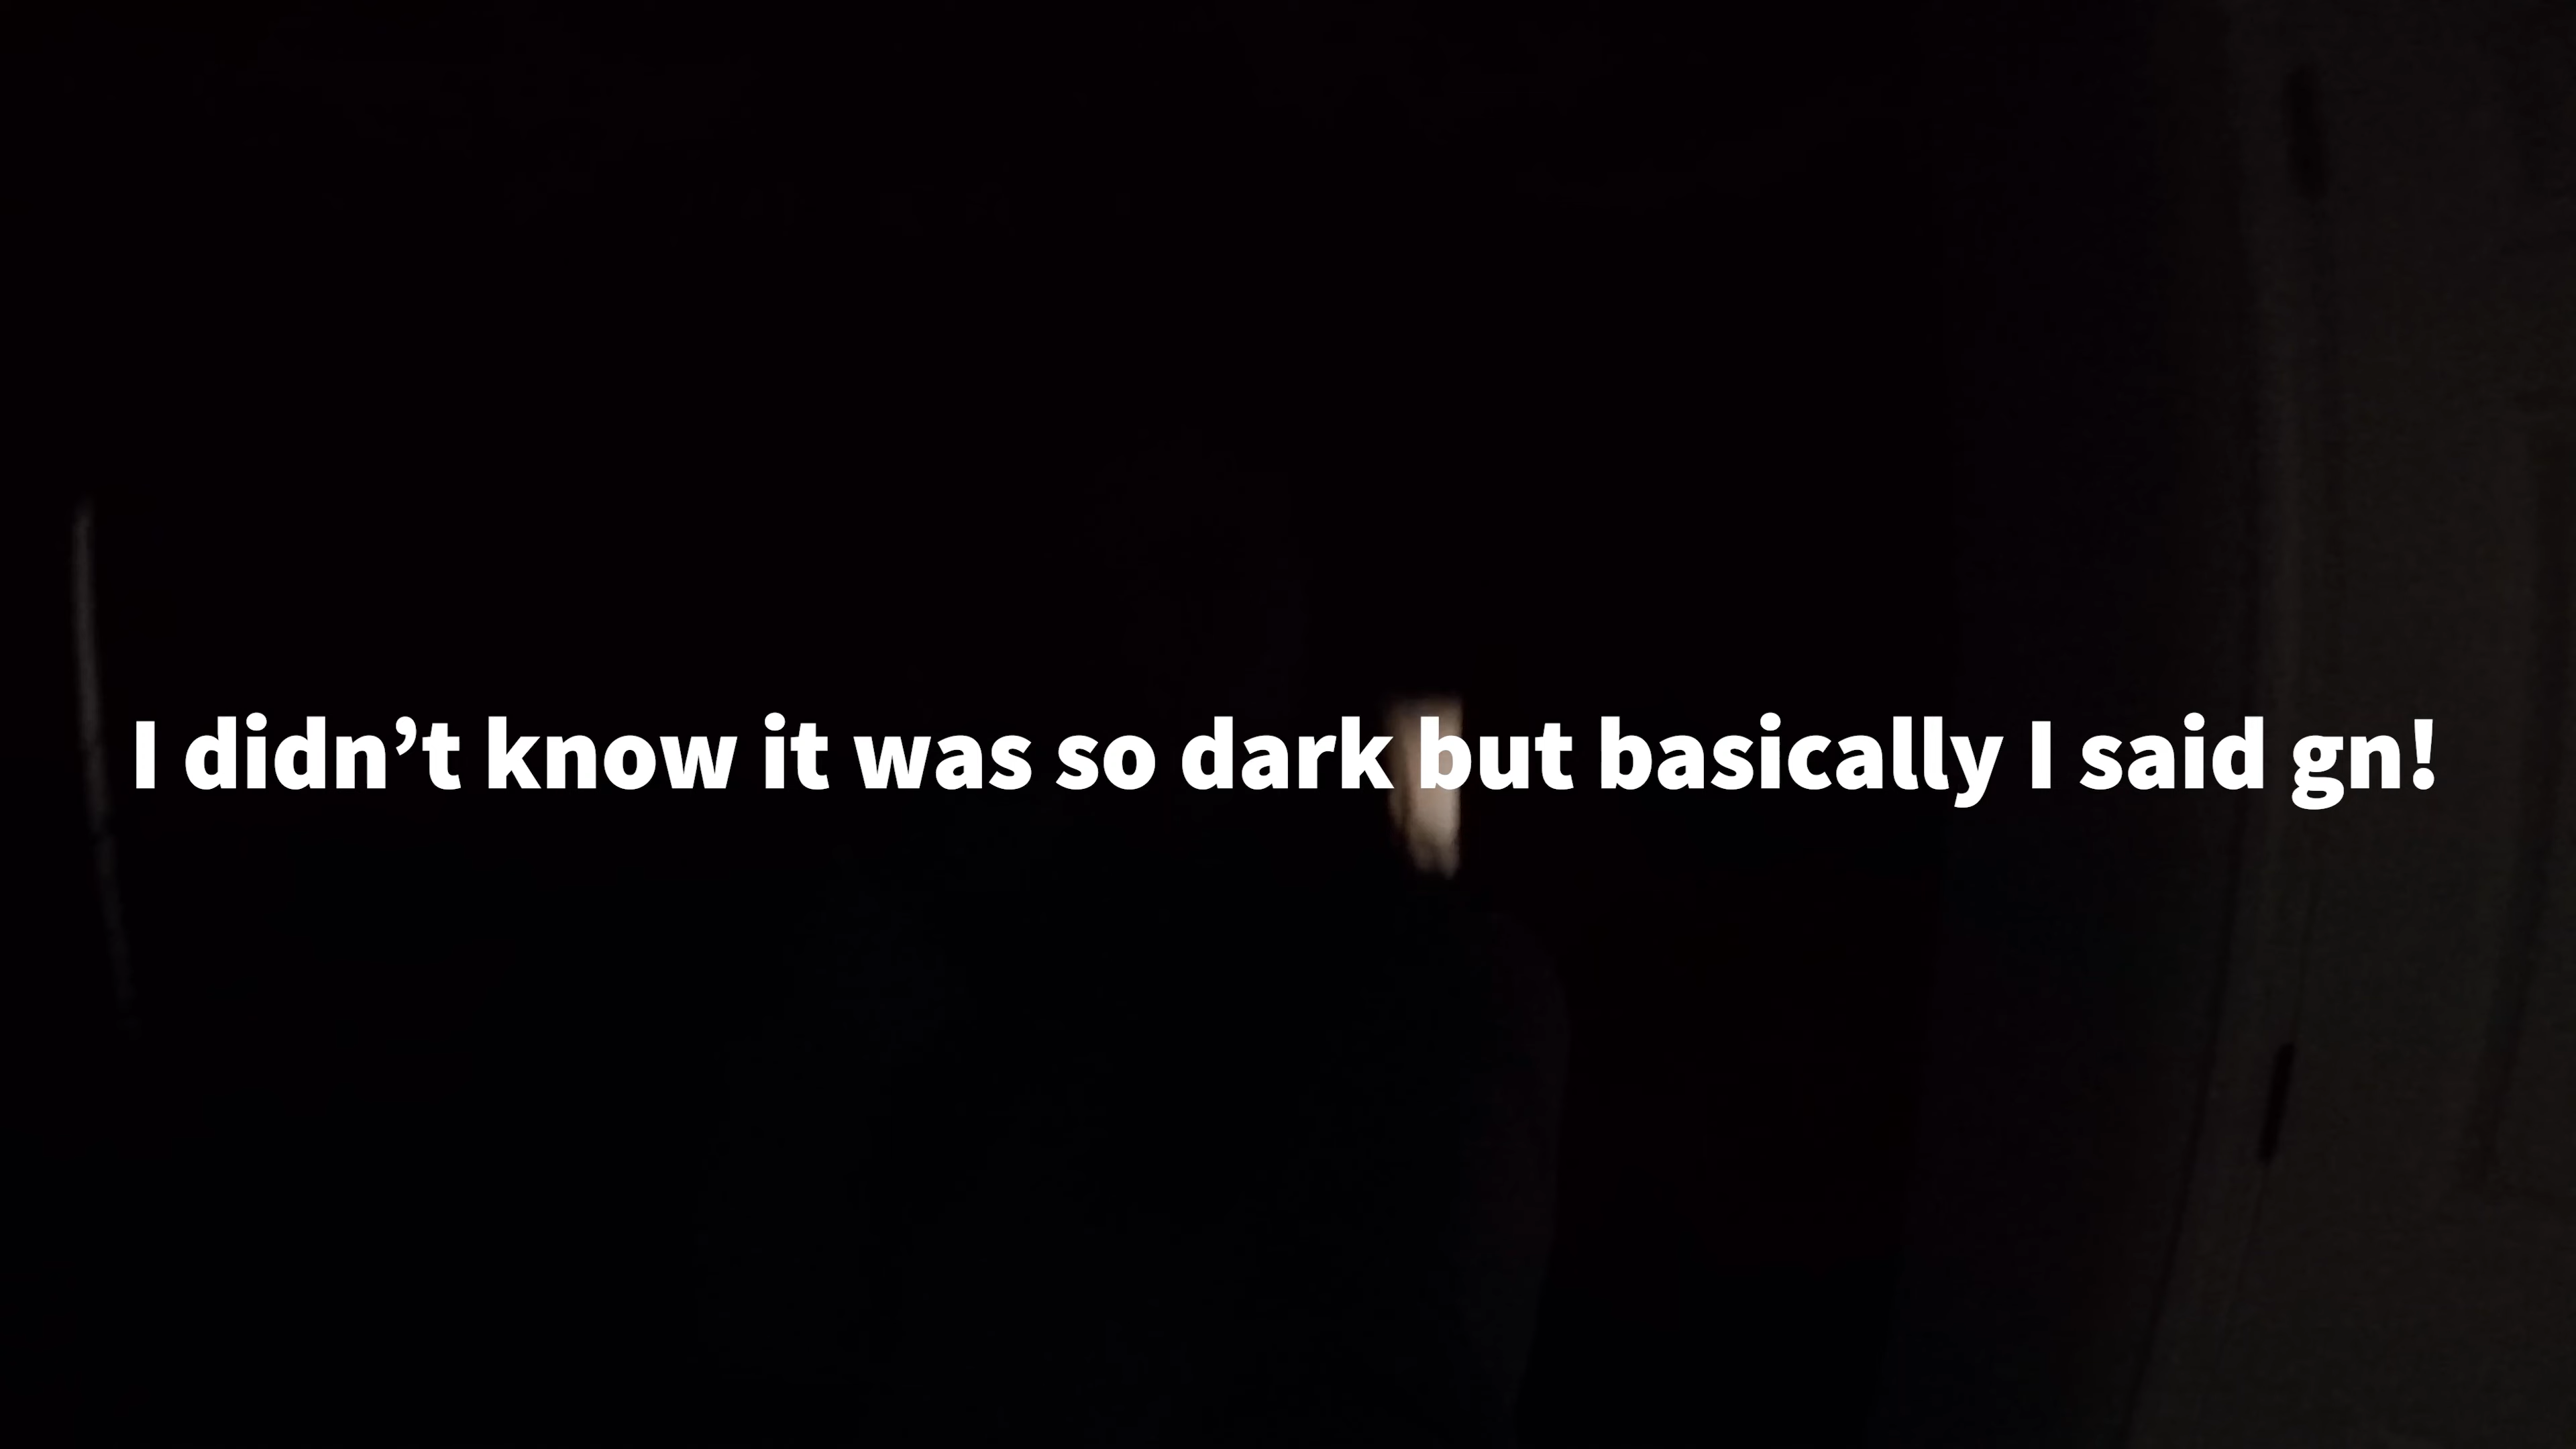 I didn’t know it was so dark but basically I said gn!